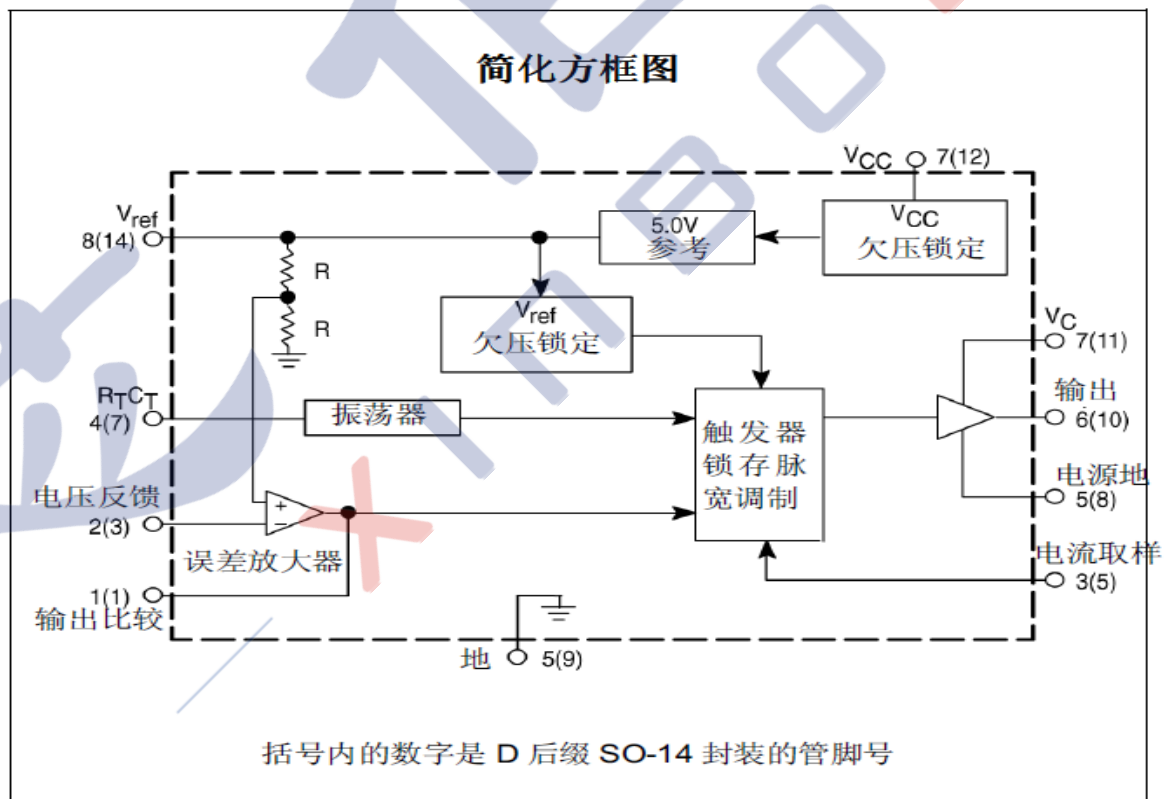 简化方框图
VCC 7(12)
Vref
8(14)
R
R
5.0V
参考
VCC
欠压锁定
Vref
欠压锁定
VC
7(11)
RTCT
4(7)
振荡器
触发器
锁存脉
宽调制
输出
6(10)
电源地
5(8)
电压反馈
2(3)
+
−
误差放大器
电流取样
3(5)
1(1)
输出比较
地 5(9)
括号内的数字是 D 后缀 SO-14 封装的管脚号